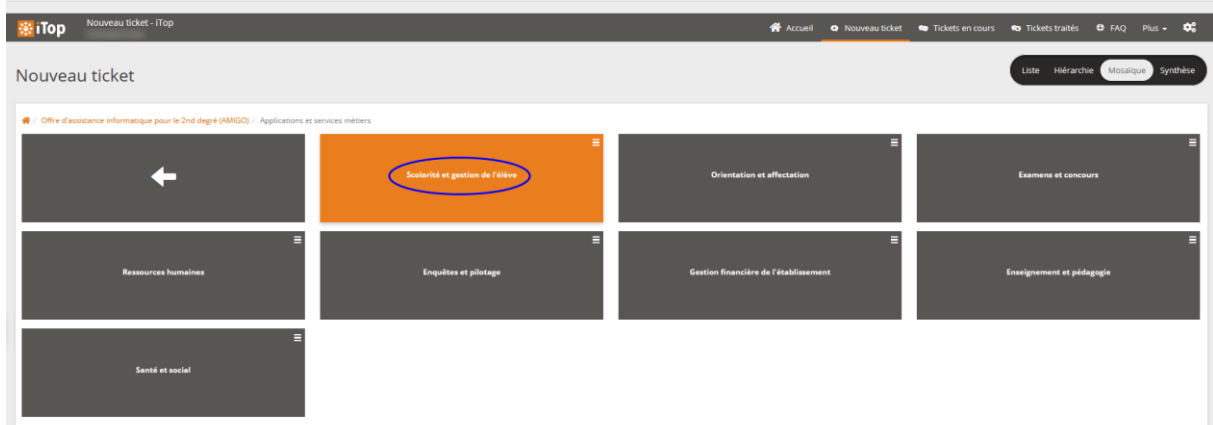 iTop
Nouveau ticket - iTop
Accueil
Nouveau ticket
Tickets en cours
Tickets traités
FAQ
Plus
Nouveau ticket
Liste
Hiérarchie
Mosaïque
Synthèse
/ Offre d'assistance informatique pour le 2nd degré (AMIGO) / Applications et services métiers
Scolarité et gestion de l'élève
Orientation et affectation
Examens et concours
Ressources humaines
Enquêtes et pilotage
Gestion financière de l'établissement
Enseignement et pédagogie
Santé et social